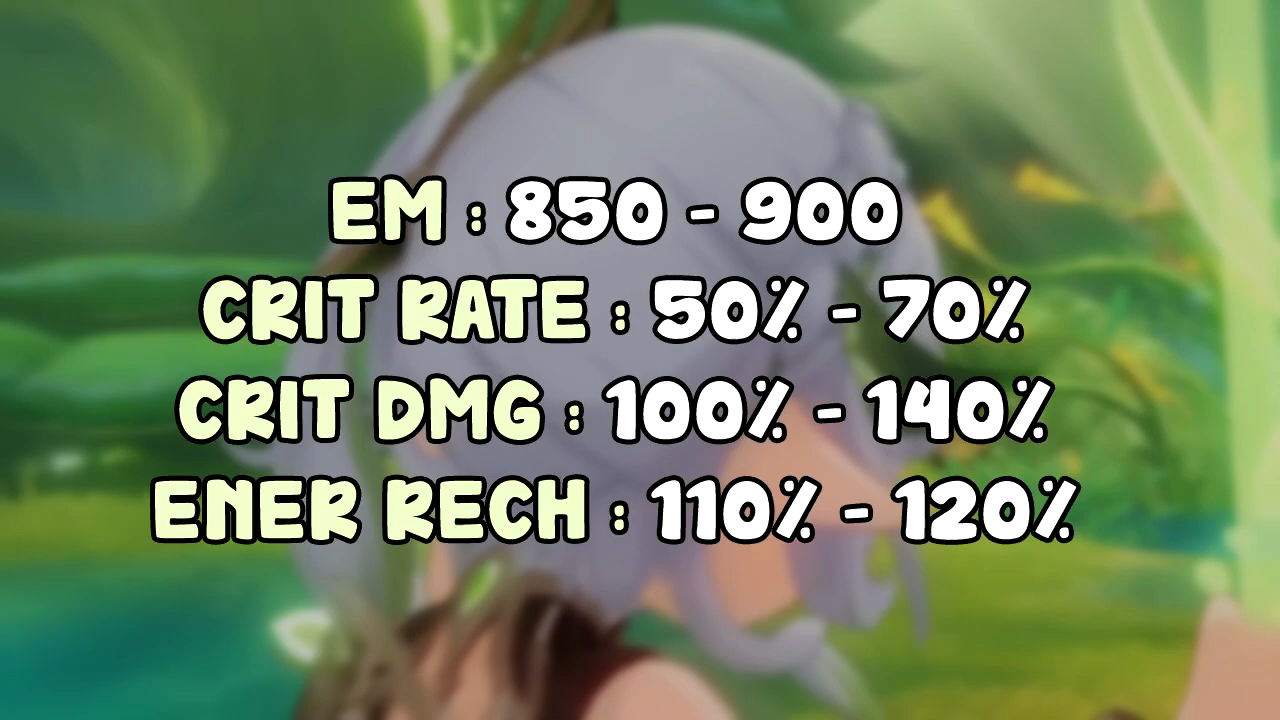 EM : 850 - 900
CRIT RATE : 50% - 70%
CRIT DMG : 100% - 140%
ENER RECH : 110% - 120%